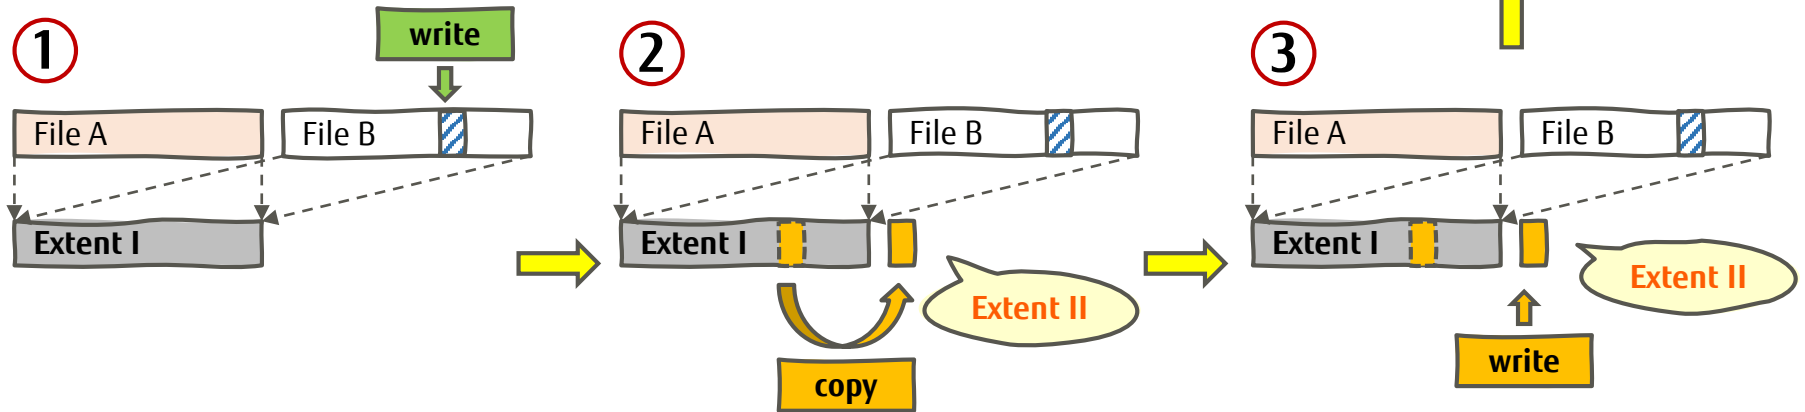 1
write
File A
File B
Extent I
2
File A
File B
Extent I
Extent II
copy
3
File A
File B
Extent I
Extent II
write